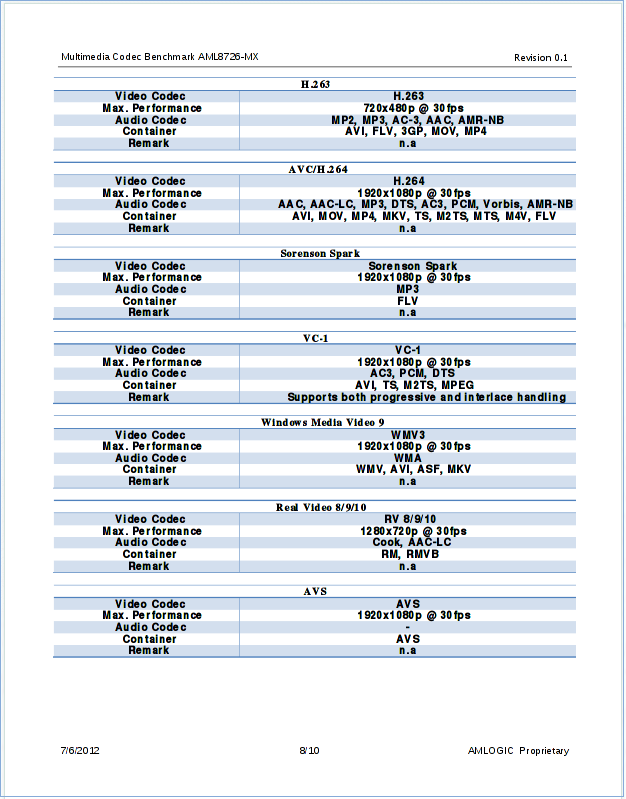 Multimedia Codec Benchmark AML8726-MX Revision 0.1
H.263
Video Codec H.263
Max. Performance 720x480p @ 30fps
Audio Codec MP2, MP3, AC-3, AAC, AMR-NB
Container AVI, FLV, 3GP, MOV, MP4
Remark n.a
AVC/H.264
Video Codec H.264
Max. Performance 1920x1080p @ 30fps
Audio Codec AAC, AAC-LC, MP3, DTS, AC3, PCM, Vorbis, AMR-NB
Container AVI, MOV, MP4, MKV, TS, M2TS, MTS, M4V, FLV
Remark n.a
Sorenson Spark
Video Codec Sorenson Spark
Max. Performance 1920x1080p @ 30fps
Audio Codec MP3
Container FLV
Remark n.a
VC-1
Video Codec VC-1
Max. Performance 1920x1080p @ 30fps
Audio Codec AC3, PCM, DTS
Container AVI, TS, M2TS, MPEG
Remark Supports both progressive and interlace handling
Windows Media Video 9
Video Codec WMV3
Max. Performance 1920x1080p @ 30fps
Audio Codec WMA
Container WMV, AVI, ASF, MKV
Remark n.a
Real Video 8/9/10
Video Codec RV 8/9/10
Max. Performance 1280x720p @ 30fps
Audio Codec Cook, AAC-LC
Container RM, RMVB
Remark n.a
AVS
Video Codec AVS
Max. Performance 1920x1080p @ 30fps
Audio Codec -
Container AVS
Remark n.a
7/6/2012 8/10 AMLOGIC Proprietary